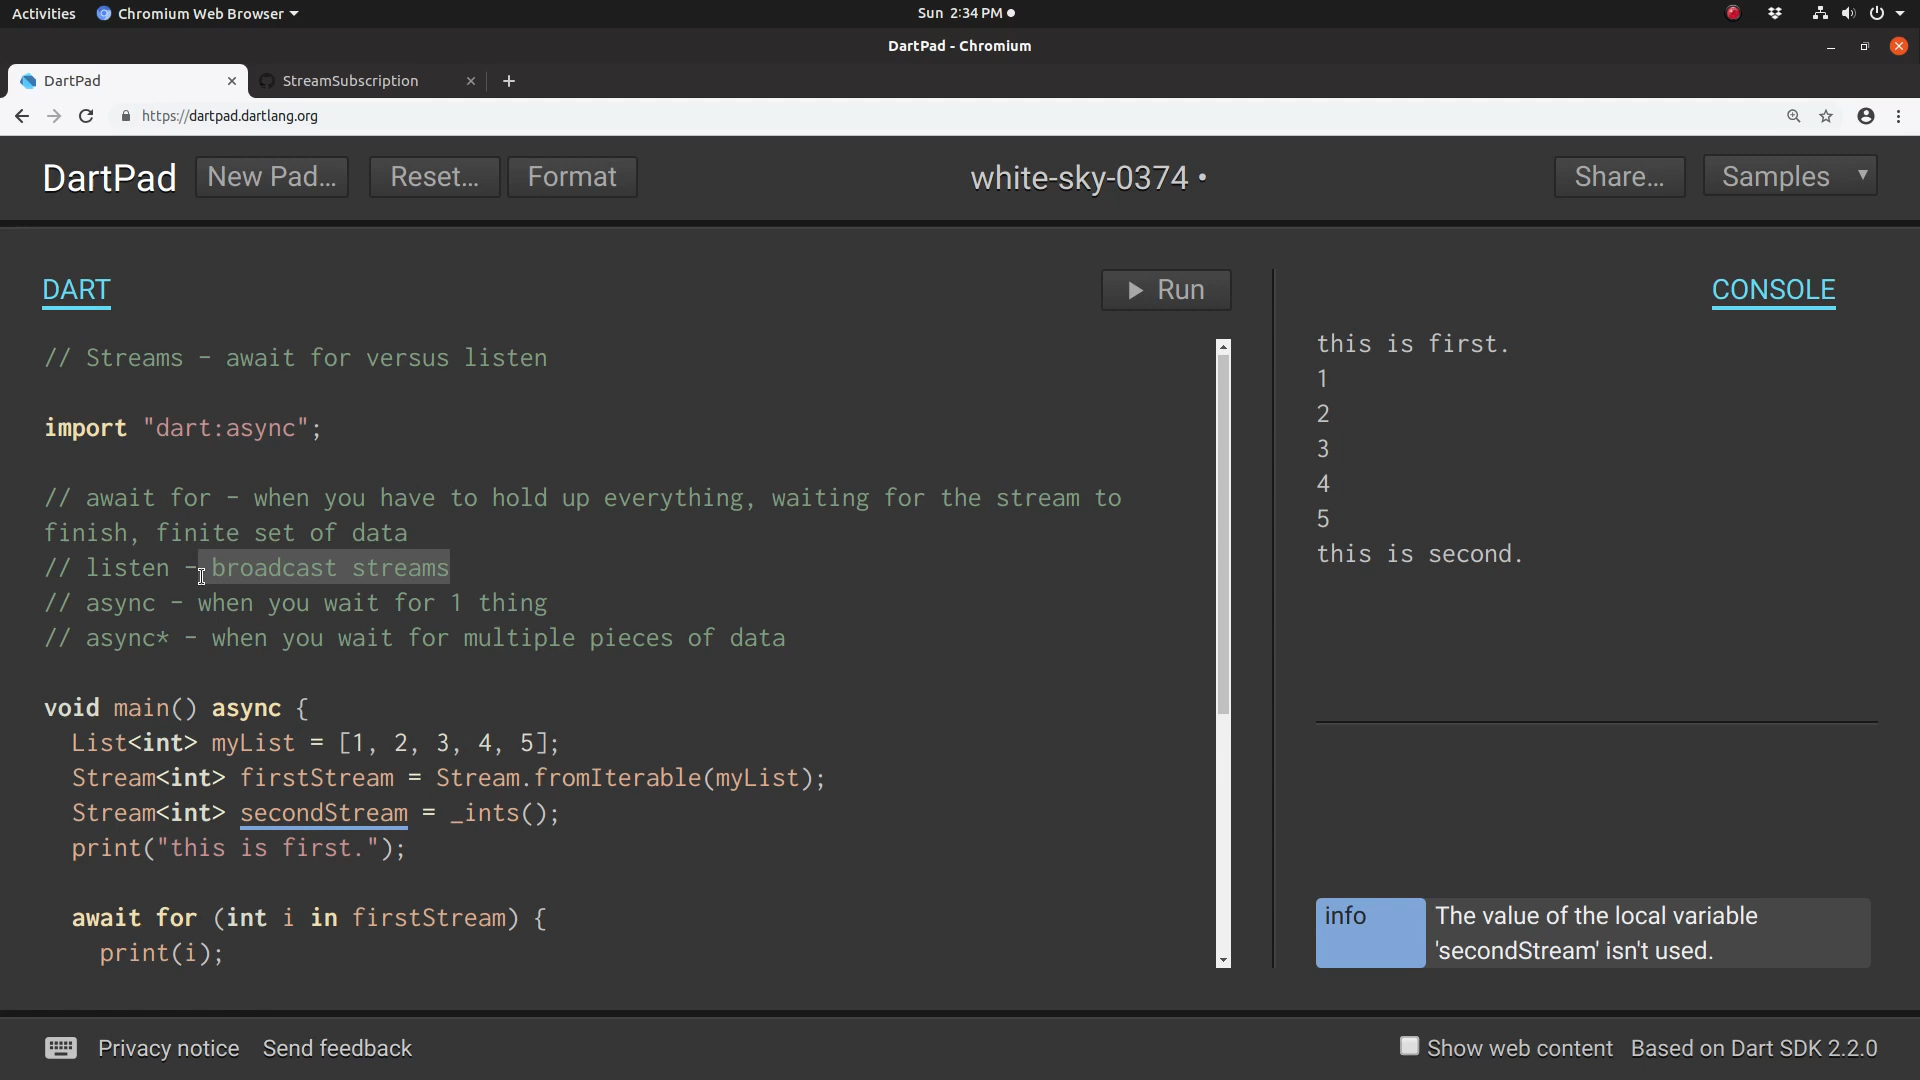 Activities Chromium Web Browser Sun 2:34 PM
DartPad - Chromium
DartPad StreamSubscription
https://dartpad.dartlang.org
DartPad New Pad... Reset... Format white-sky-0374 • Share... Samples
DART Run CONSOLE
// Streams - await for versus listen
import "dart:async";
// await for - when you have to hold up everything, waiting for the stream to
finish, finite set of data
// listen - broadcast streams
// async - when you wait for 1 thing
// async* - when you wait for multiple pieces of data
void main() async {
List<int> myList = [1, 2, 3, 4, 5];
Stream<int> firstStream = Stream.fromIterable(myList);
Stream<int> secondStream = _ints();
print("this is first.");
await for (int i in firstStream) {
print(i);
this is first.
1
2
3
4
5
this is second.
info The value of the local variable
'secondStream' isn't used.
Privacy notice Send feedback Show web content Based on Dart SDK 2.2.0